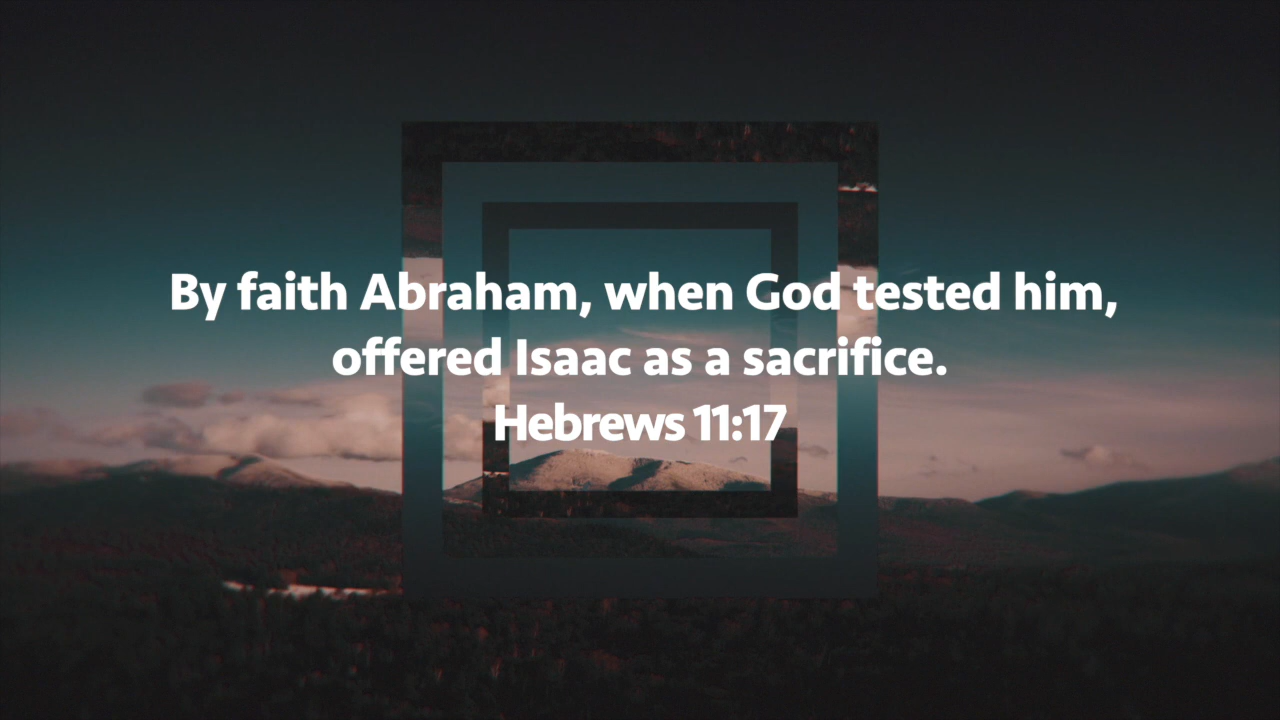 By faith Abraham, when God tested him,
offered Isaac as a sacrifice.
Hebrews 11:17